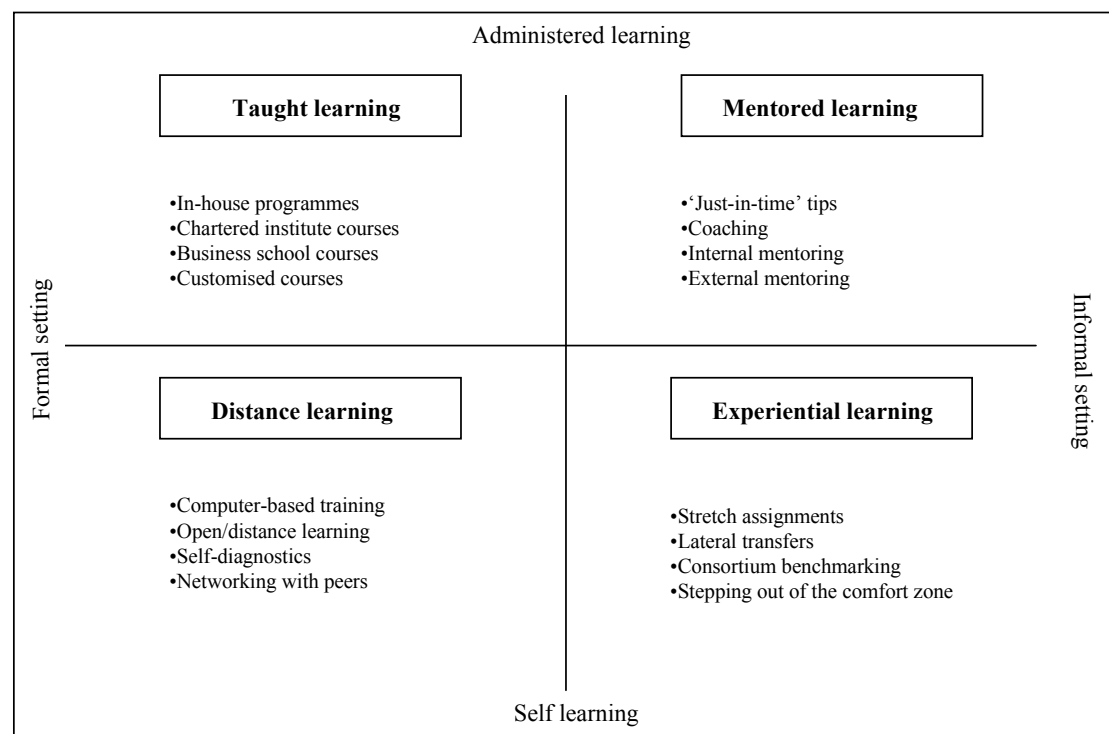 Administered learning
Taught learning
•In-house programmes
•Chartered institute courses
•Business school courses
•Customised courses
Mentored learning
•‘Just-in-time’ tips
•Coaching
•Internal mentoring
•External mentoring
Formal setting
Informal setting
Distance learning
•Computer-based training
•Open/distance learning
•Self-diagnostics
•Networking with peers
Experiential learning
•Stretch assignments
•Lateral transfers
•Consortium benchmarking
•Stepping out of the comfort zone
Self learning